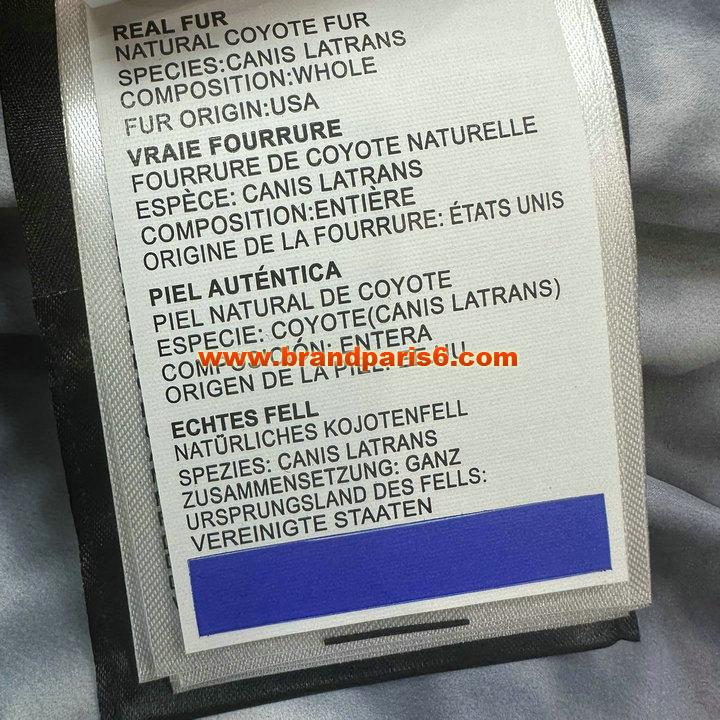 REAL FUR
NATURAL COYOTE FUR
SPECIES:CANIS LATRANS
COMPOSITION:WHOLE
FUR ORIGIN:USA
VRAIE FOURRURE
FOURRURE DE COYOTE NATURELLE
ESPÈCE: CANIS LATRANS
COMPOSITION:ENTIÈRE
ORIGINE DE LA FOURRURE: ÉTATS UNIS
PIEL AUTÉNTICA
PIEL NATURAL DE COYOTE
ESPECIE: COYOTE(CANIS LATRANS)
COMPOSICIÓN: ENTERA
www.brandparis6.com
ORIGEN DE LA PIEL:
ECHTES FELL
NATŪRLICHES KOJOTENFELL
SPEZIES: CANIS LATRANS
ZUSAMMENSETZUNG: GANZ
URSPRUNGSLAND DES FELLS:
VEREINIGTE STAATEN